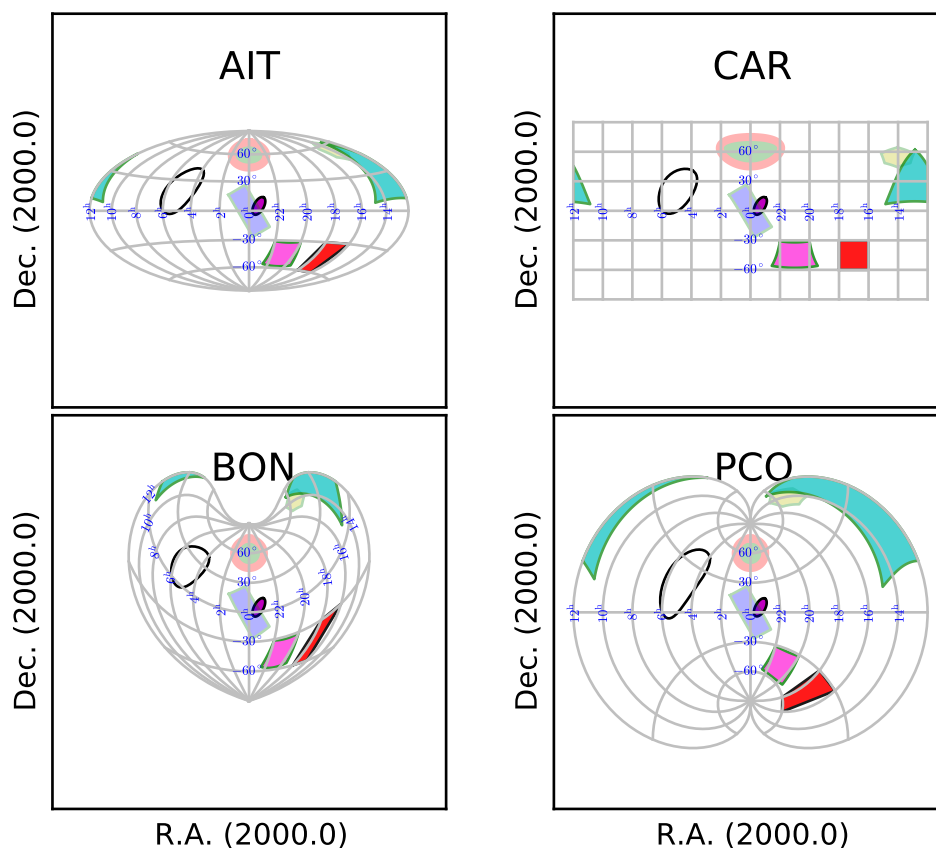 AIT
Dec. (2000.0)
60°
30
12ʰ 10ʰ 8ʰ 6ʰ 4ʰ 2ʰ 0ʰ 22ʰ 20ʰ 18ʰ 16ʰ 14ʰ
−30
−60°
CAR
Dec. (2000.0)
60°
30
12ʰ 10ʰ 8ʰ 6ʰ 4ʰ 2ʰ 0ʰ 22ʰ 20ʰ 18ʰ 16ʰ 14ʰ
−30
−60°
BON
Dec. (2000.0)
60°
30
12ʰ 10ʰ 8ʰ 6ʰ 4ʰ 2ʰ 0ʰ 22ʰ 20ʰ 18ʰ 16ʰ 14ʰ
−30
−60°
R.A. (2000.0)
PCO
Dec. (2000.0)
60°
30
12ʰ 10ʰ 8ʰ 6ʰ 4ʰ 2ʰ 0ʰ 22ʰ 20ʰ 18ʰ 16ʰ 14ʰ
−30
−60°
R.A. (2000.0)